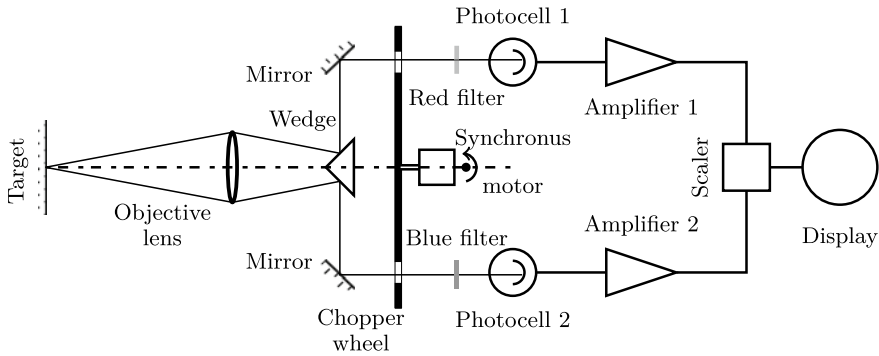 Photocell 1
Mirror
Red filter
Amplifier 1
Wedge
Synchronus
motor
Target
Scaler
Objective
lens
Blue filter
Amplifier 2
Display
Mirror
Chopper
wheel
Photocell 2